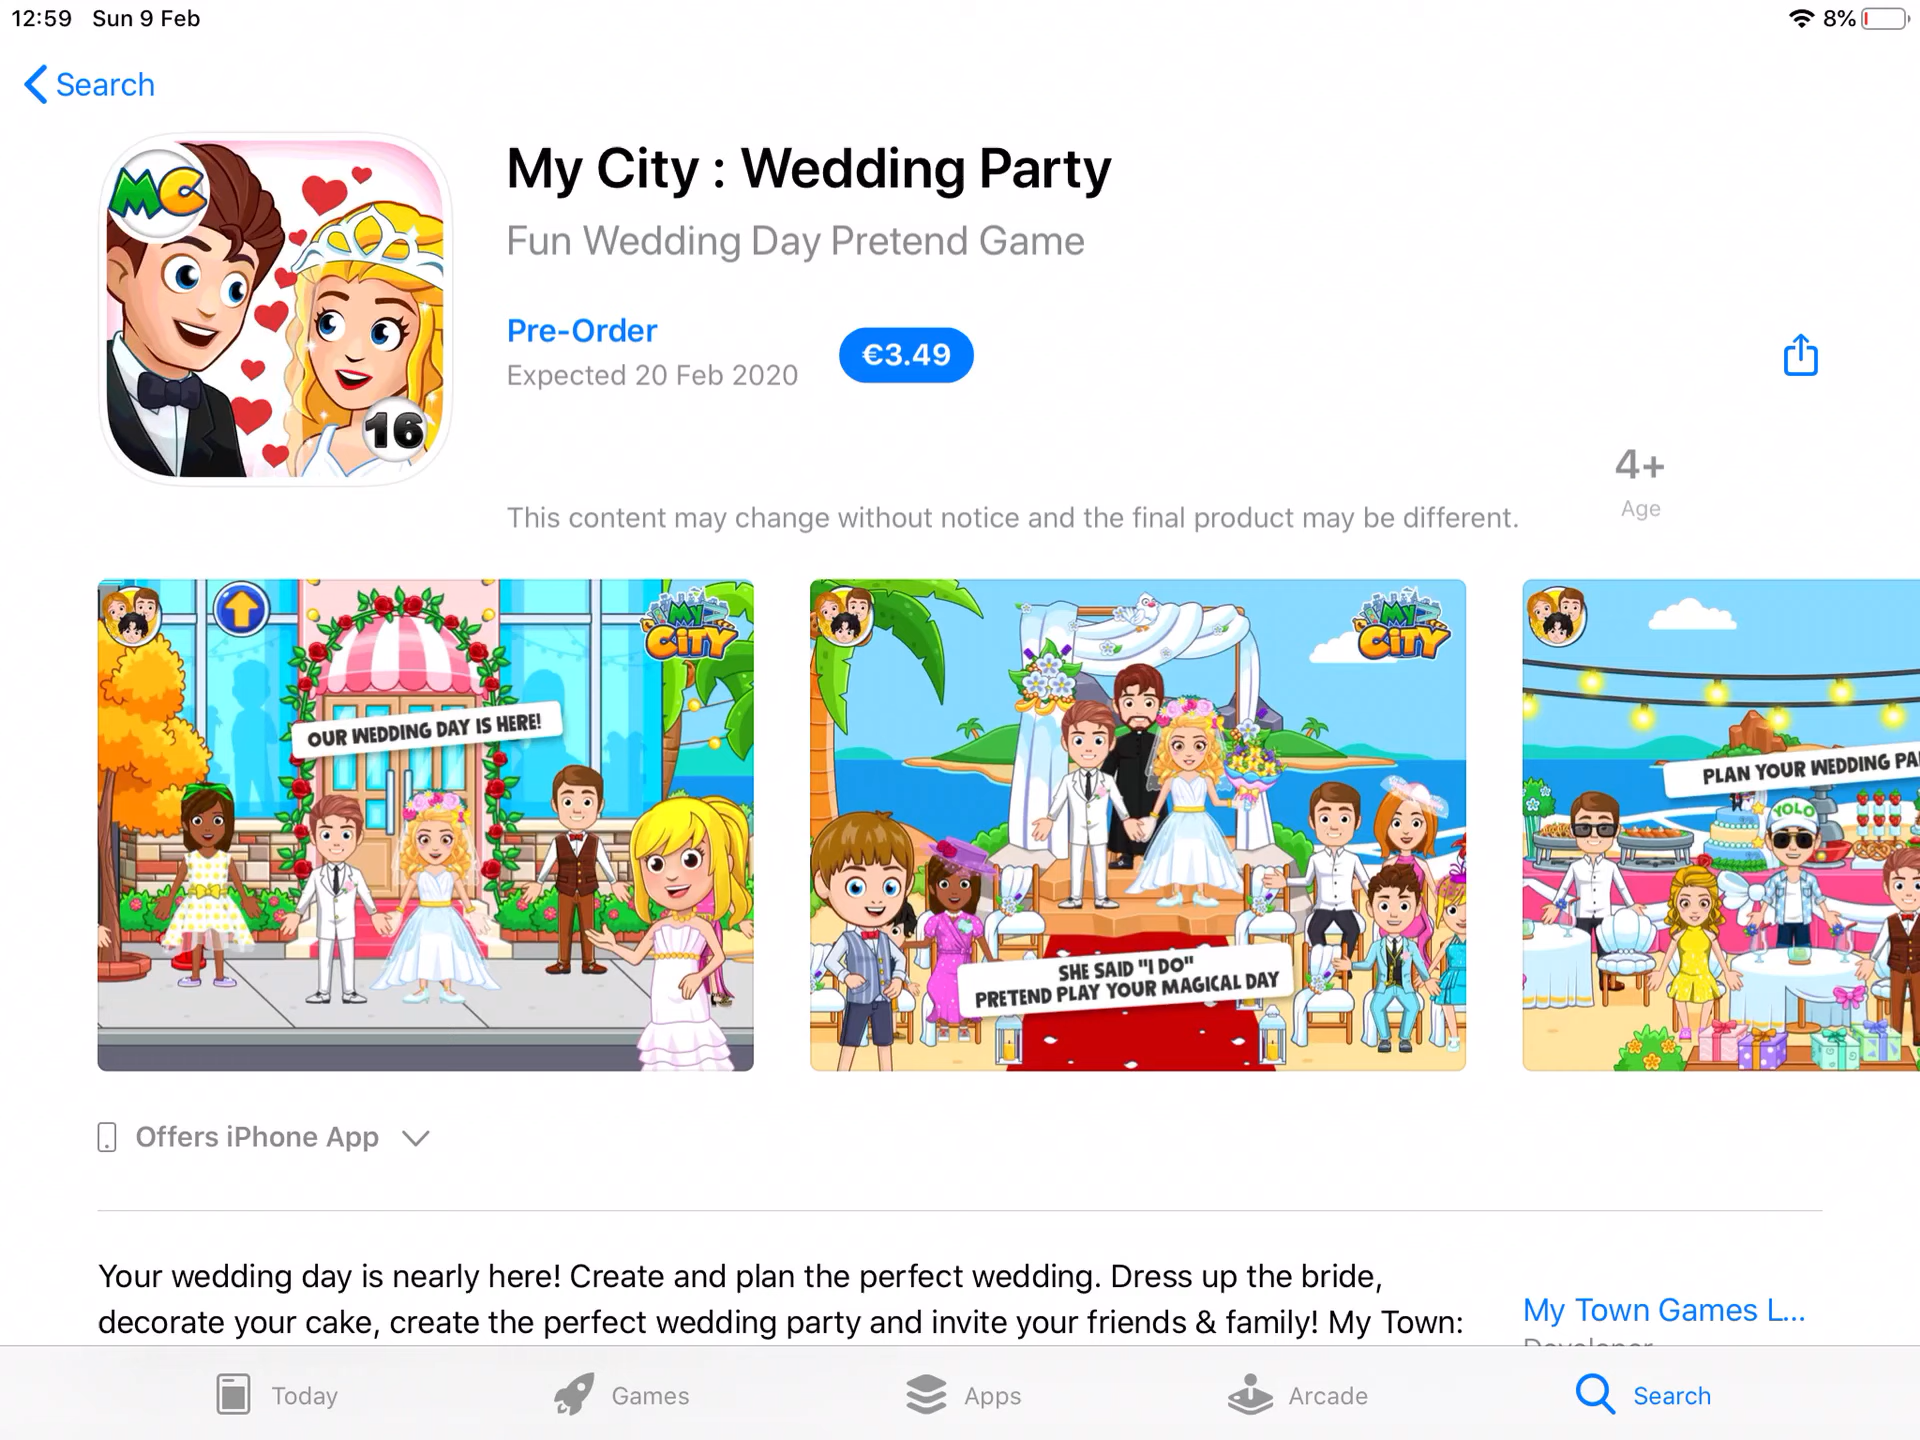 12:59 Sun 9 Feb
8%
Search
MC
16
My City : Wedding Party
Fun Wedding Day Pretend Game
Pre-Order
Expected 20 Feb 2020
€3.49
4+
Age
This content may change without notice and the final product may be different.
My
CiTY
OUR WEDDING DAY IS HERE!
My
CiTY
SHE SAID "I DO"
PRETEND PLAY YOUR MAGICAL DAY
PLAN YOUR WEDDING PA
YOLO
Offers iPhone App
Your wedding day is nearly here! Create and plan the perfect wedding. Dress up the bride,
decorate your cake, create the perfect wedding party and invite your friends & family! My Town:
My Town Games L...
Developer
Today
Games
Apps
Arcade
Search